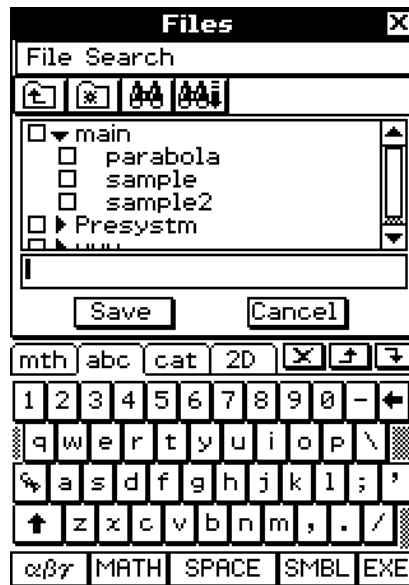 Files
File Search
main
parabola
sample
sample2
Presystm
Save Cancel
mth abc cat 2D
1 2 3 4 5 6 7 8 9 0 -
q w e r t y u i o p \
a s d f g h j k l ; '
z x c v b n m , . /
αβγ MATH SPACE SMBL EXE